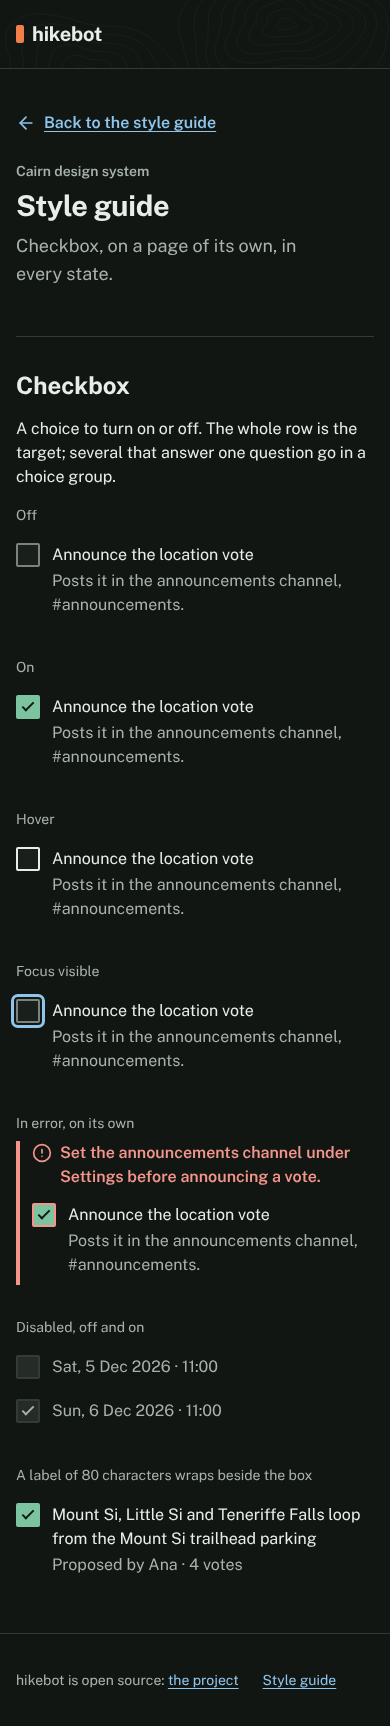 hikebot
Back to the style guide
Cairn design system
Style guide
Checkbox, on a page of its own, in
every state.
Checkbox
A choice to turn on or off. The whole row is the
target; several that answer one question go in a
choice group.
Off
Announce the location vote
Posts it in the announcements channel,
#announcements.
On
Announce the location vote
Posts it in the announcements channel,
#announcements.
Hover
Announce the location vote
Posts it in the announcements channel,
#announcements.
Focus visible
Announce the location vote
Posts it in the announcements channel,
#announcements.
In error, on its own
Set the announcements channel under
Settings before announcing a vote.
Announce the location vote
Posts it in the announcements channel,
#announcements.
Disabled, off and on
Sat, 5 Dec 2026 · 11:00
Sun, 6 Dec 2026 · 11:00
A label of 80 characters wraps beside the box
Mount Si, Little Si and Teneriffe Falls loop
from the Mount Si trailhead parking
Proposed by Ana · 4 votes
hikebot is open source: the project Style guide